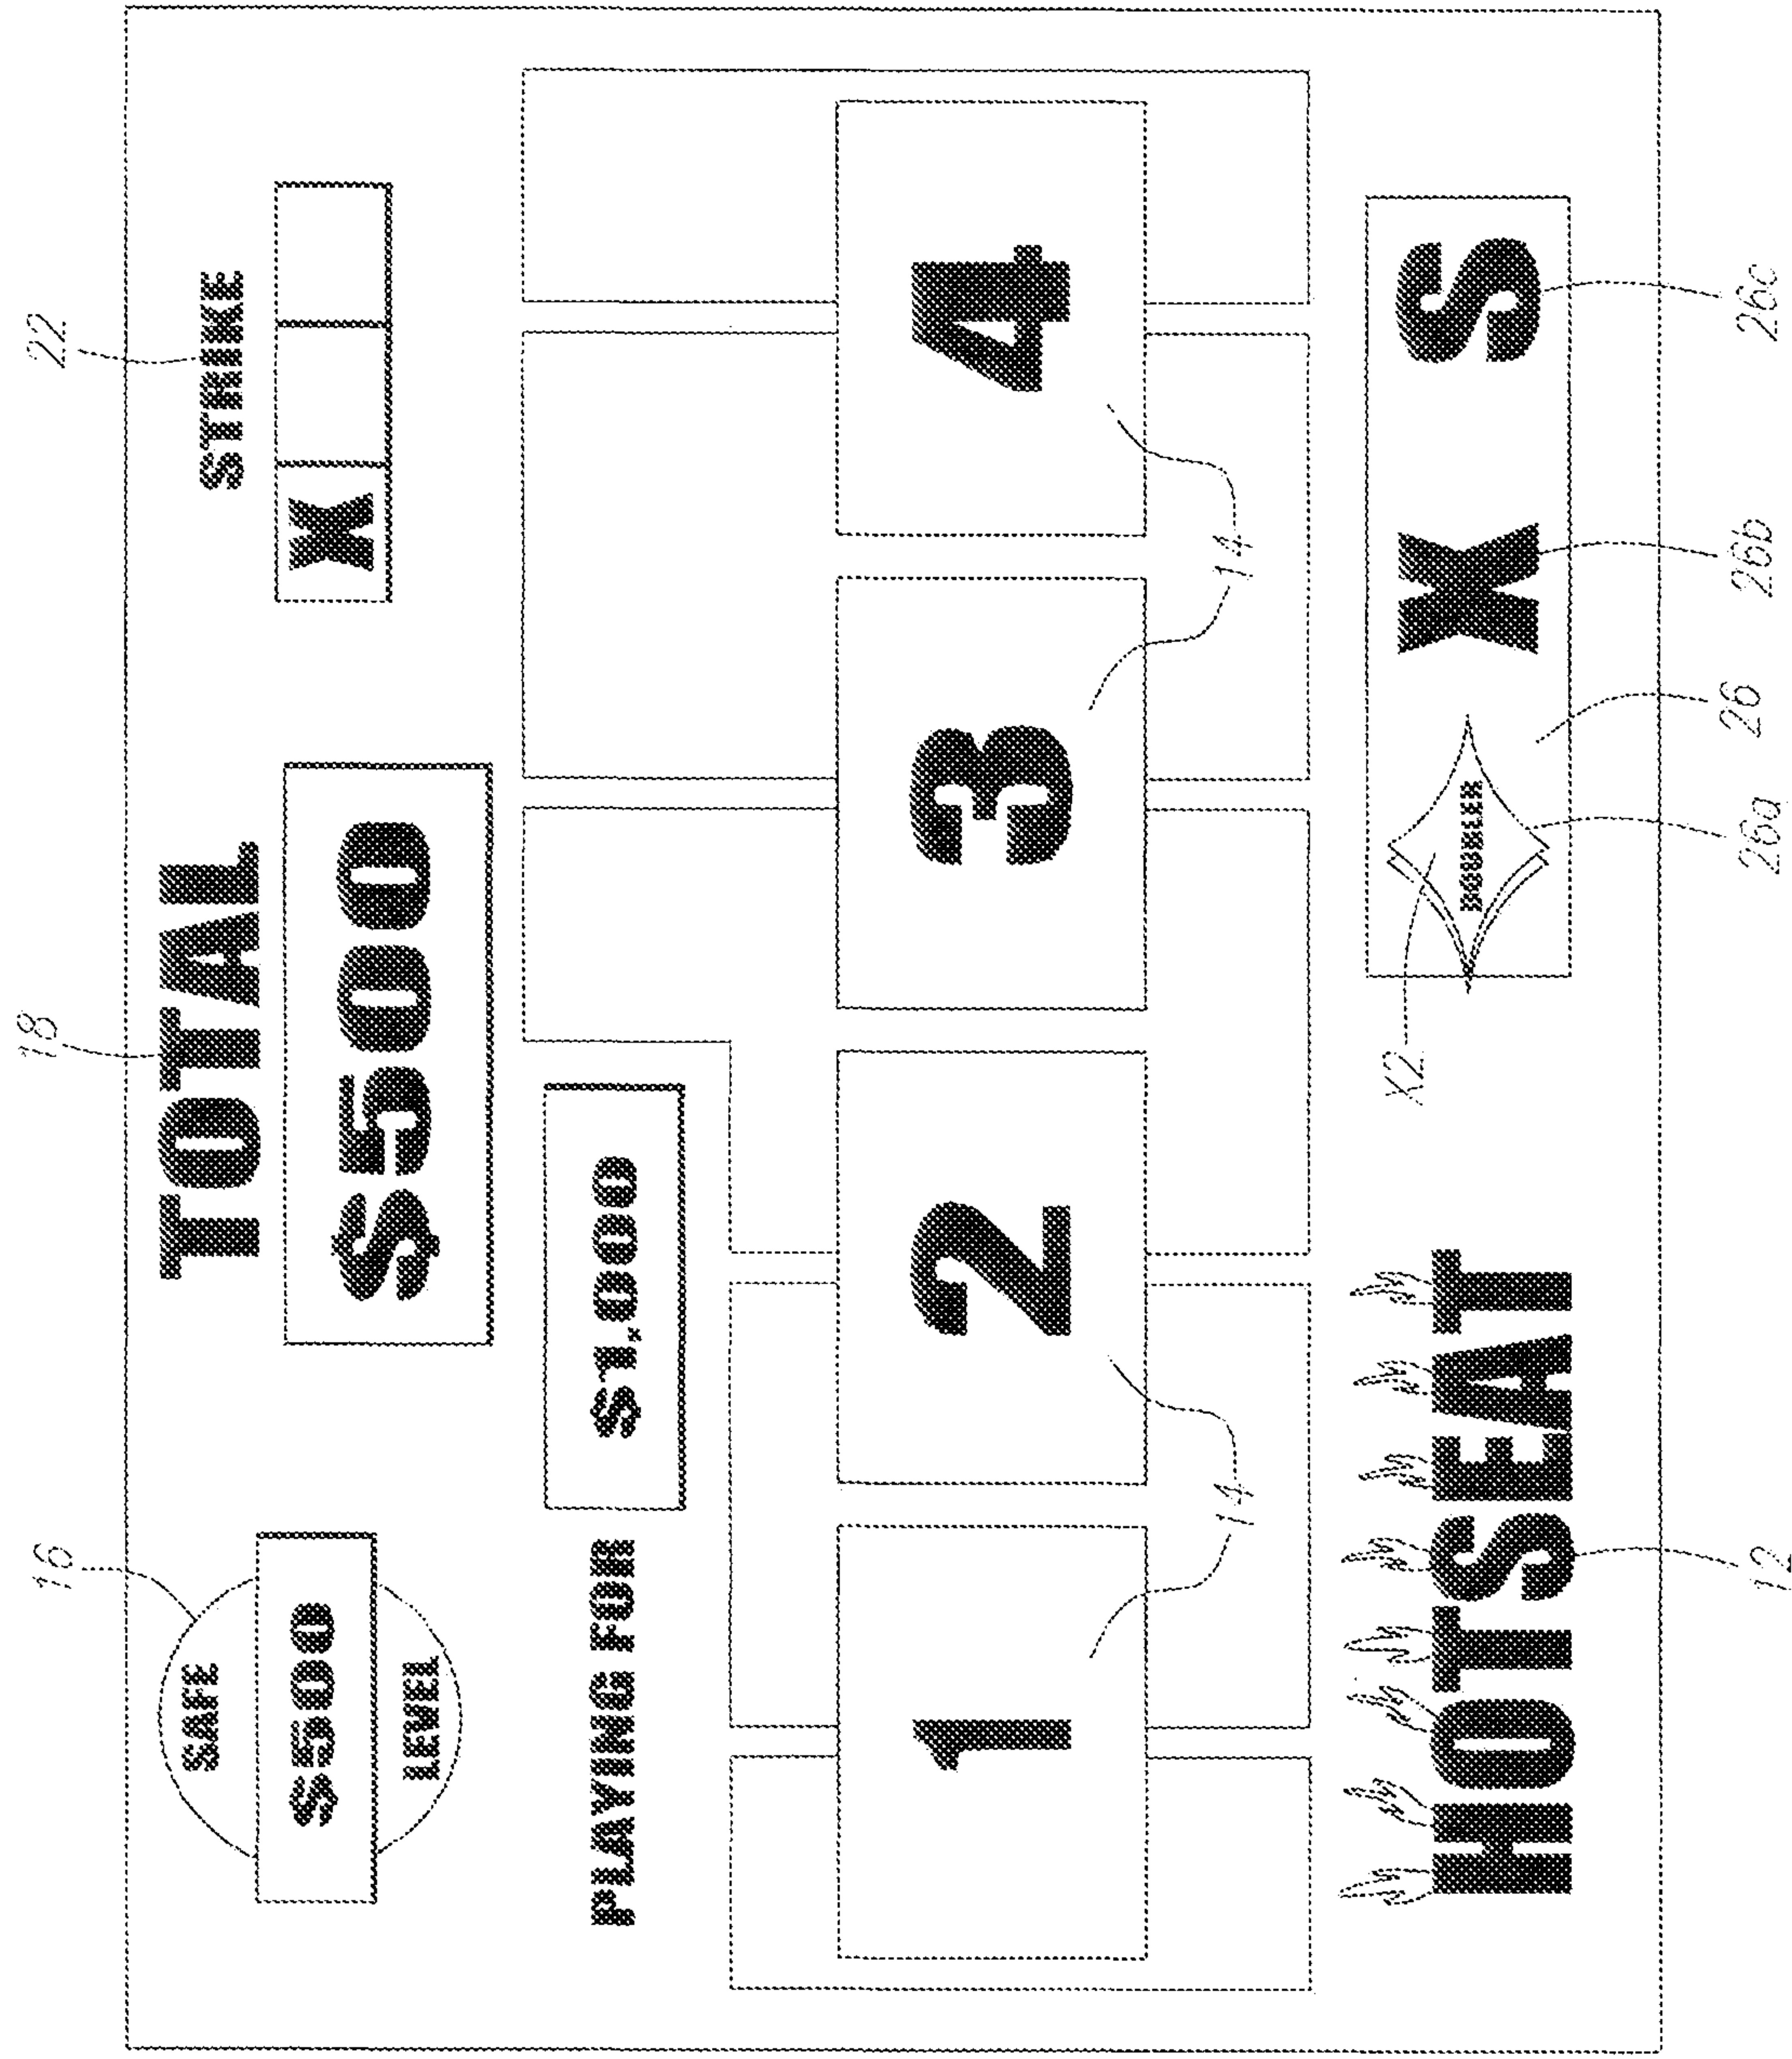 16
18
22
SAFE
$500
LEVEL
TOTAL
$500
STRIKE
X
PLAYING FOR
$1,000
1
2
3
4
14
14
HOTSEAT
X2
DOUBLER
X
S
12
26a
26
26b
26c